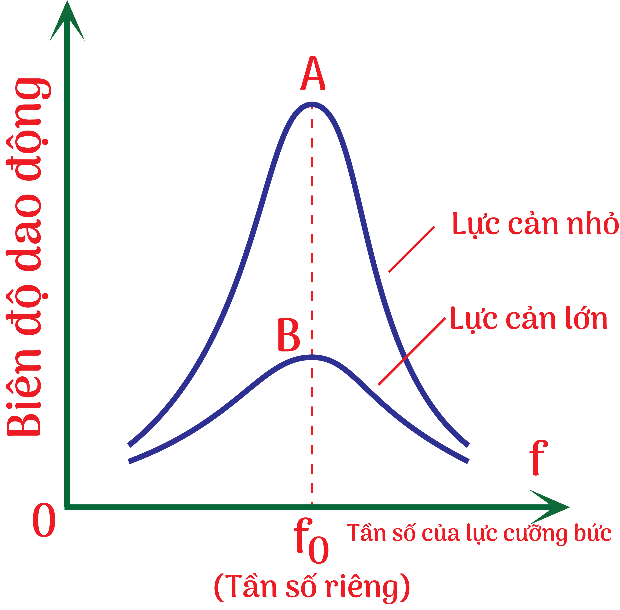 Biên độ dao động
A
Lực cản nhỏ
Lực cản lớn
B
f
0
f₀
Tần số của lực cưỡng bức
(Tần số riêng)